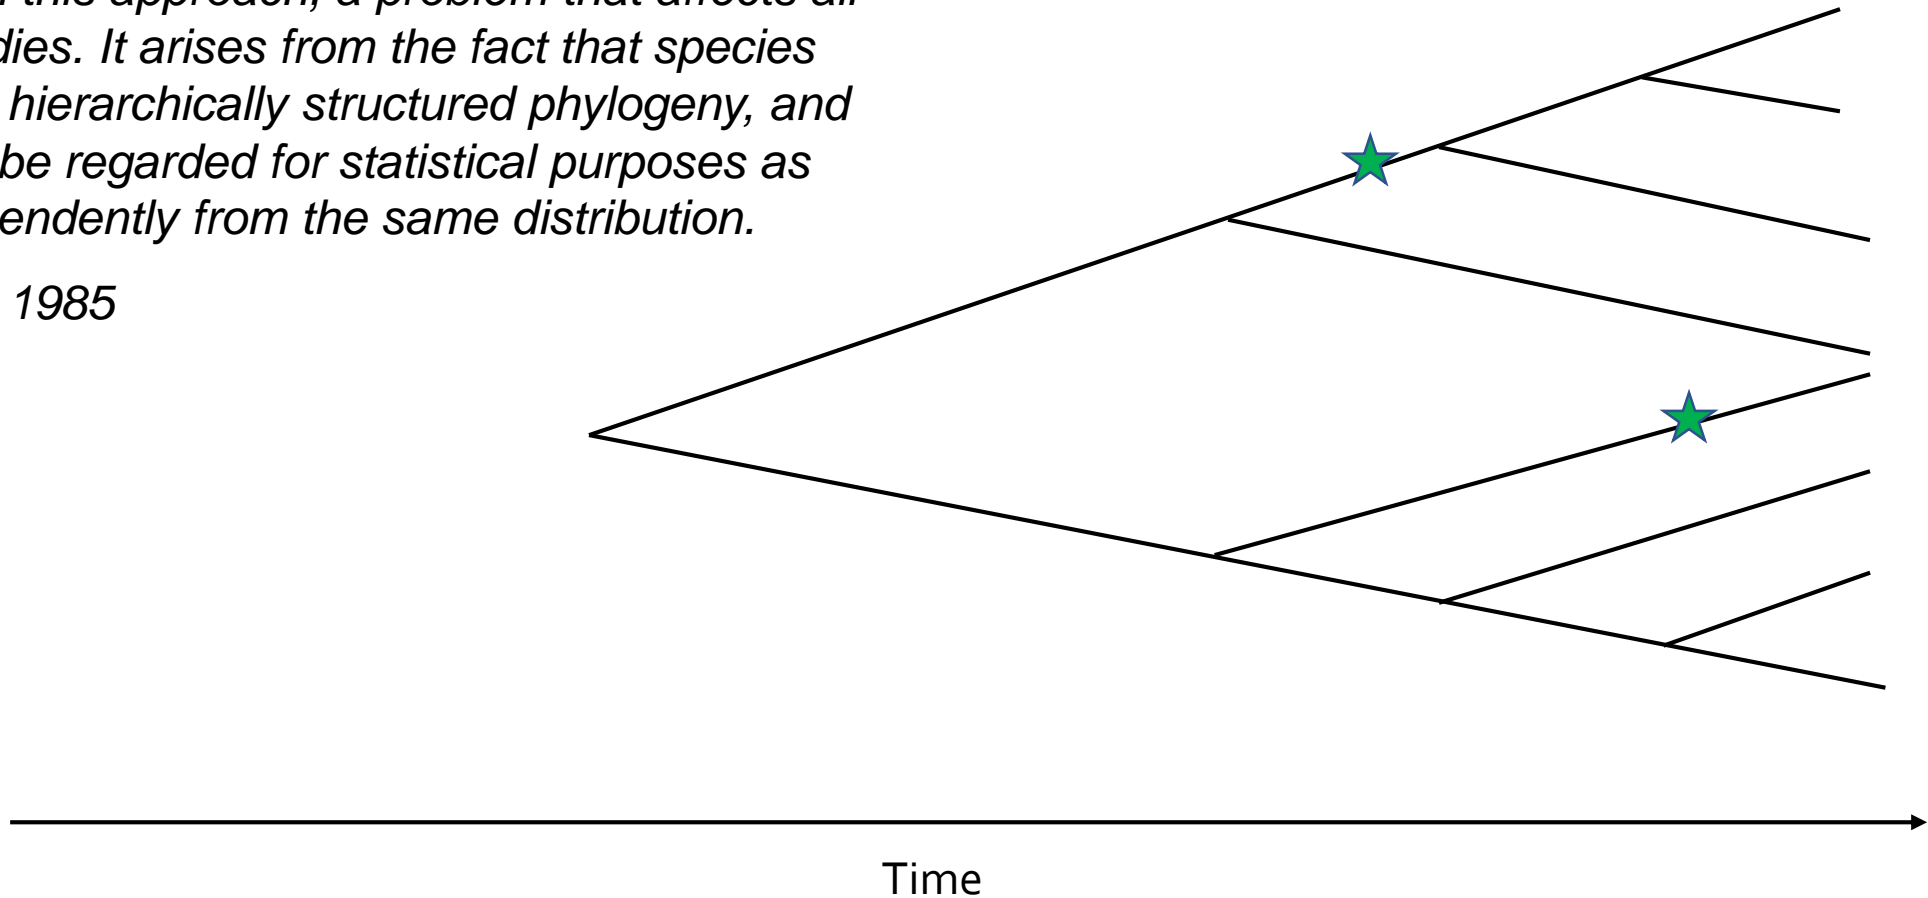 this approach, a problem that affects
dies. It arises from the fact that species
hierarchically structured phylogeny, and
be regarded for statistical purposes as
endently from the same distribution.
1985
Time